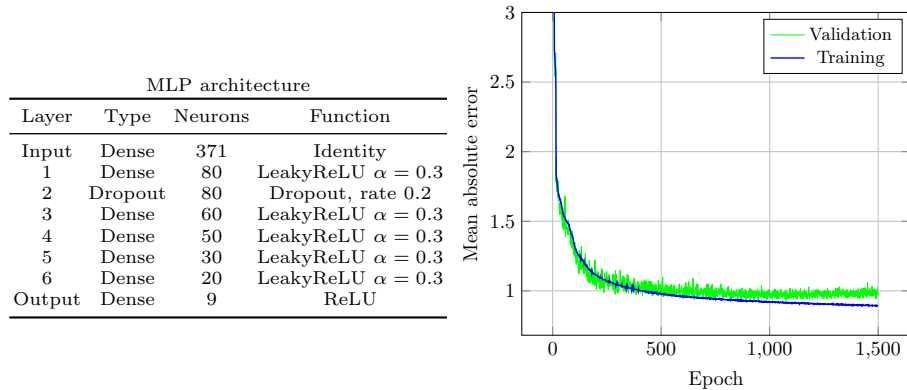 MLP architecture
Layer Type Neurons Function
Input Dense 371 Identity
1 Dense 80 LeakyReLU α = 0.3
2 Dropout 80 Dropout, rate 0.2
3 Dense 60 LeakyReLU α = 0.3
4 Dense 50 LeakyReLU α = 0.3
5 Dense 30 LeakyReLU α = 0.3
6 Dense 20 LeakyReLU α = 0.3
Output Dense 9 ReLU
Mean absolute error
3
2.5
2
1.5
1
Validation
Training
0 500 1,000 1,500
Epoch